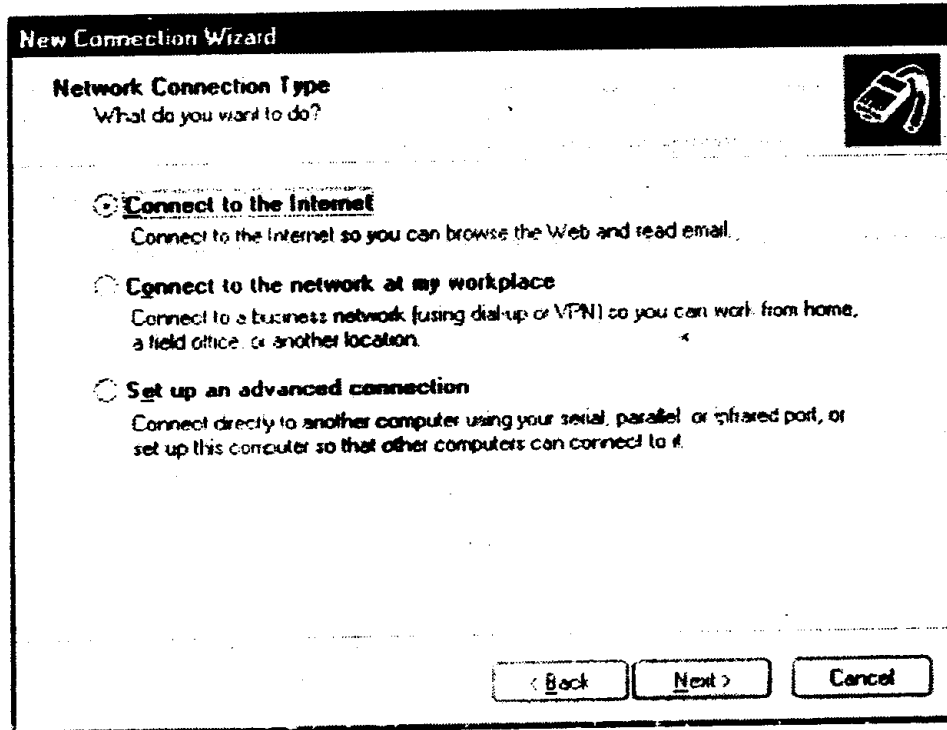 New Connection Wizard
Network Connection Type
What do you want to do?
Connect to the Internet
Connect to the Internet so you can browse the Web and read email.
Connect to the network at my workplace
Connect to a business network (using dial-up or VPN) so you can work from home,
a field office, or another location.
Set up an advanced connection
Connect directly to another computer using your serial, parallel, or infrared port, or
set up this computer so that other computers can connect to it.
< Back
Next >
Cancel